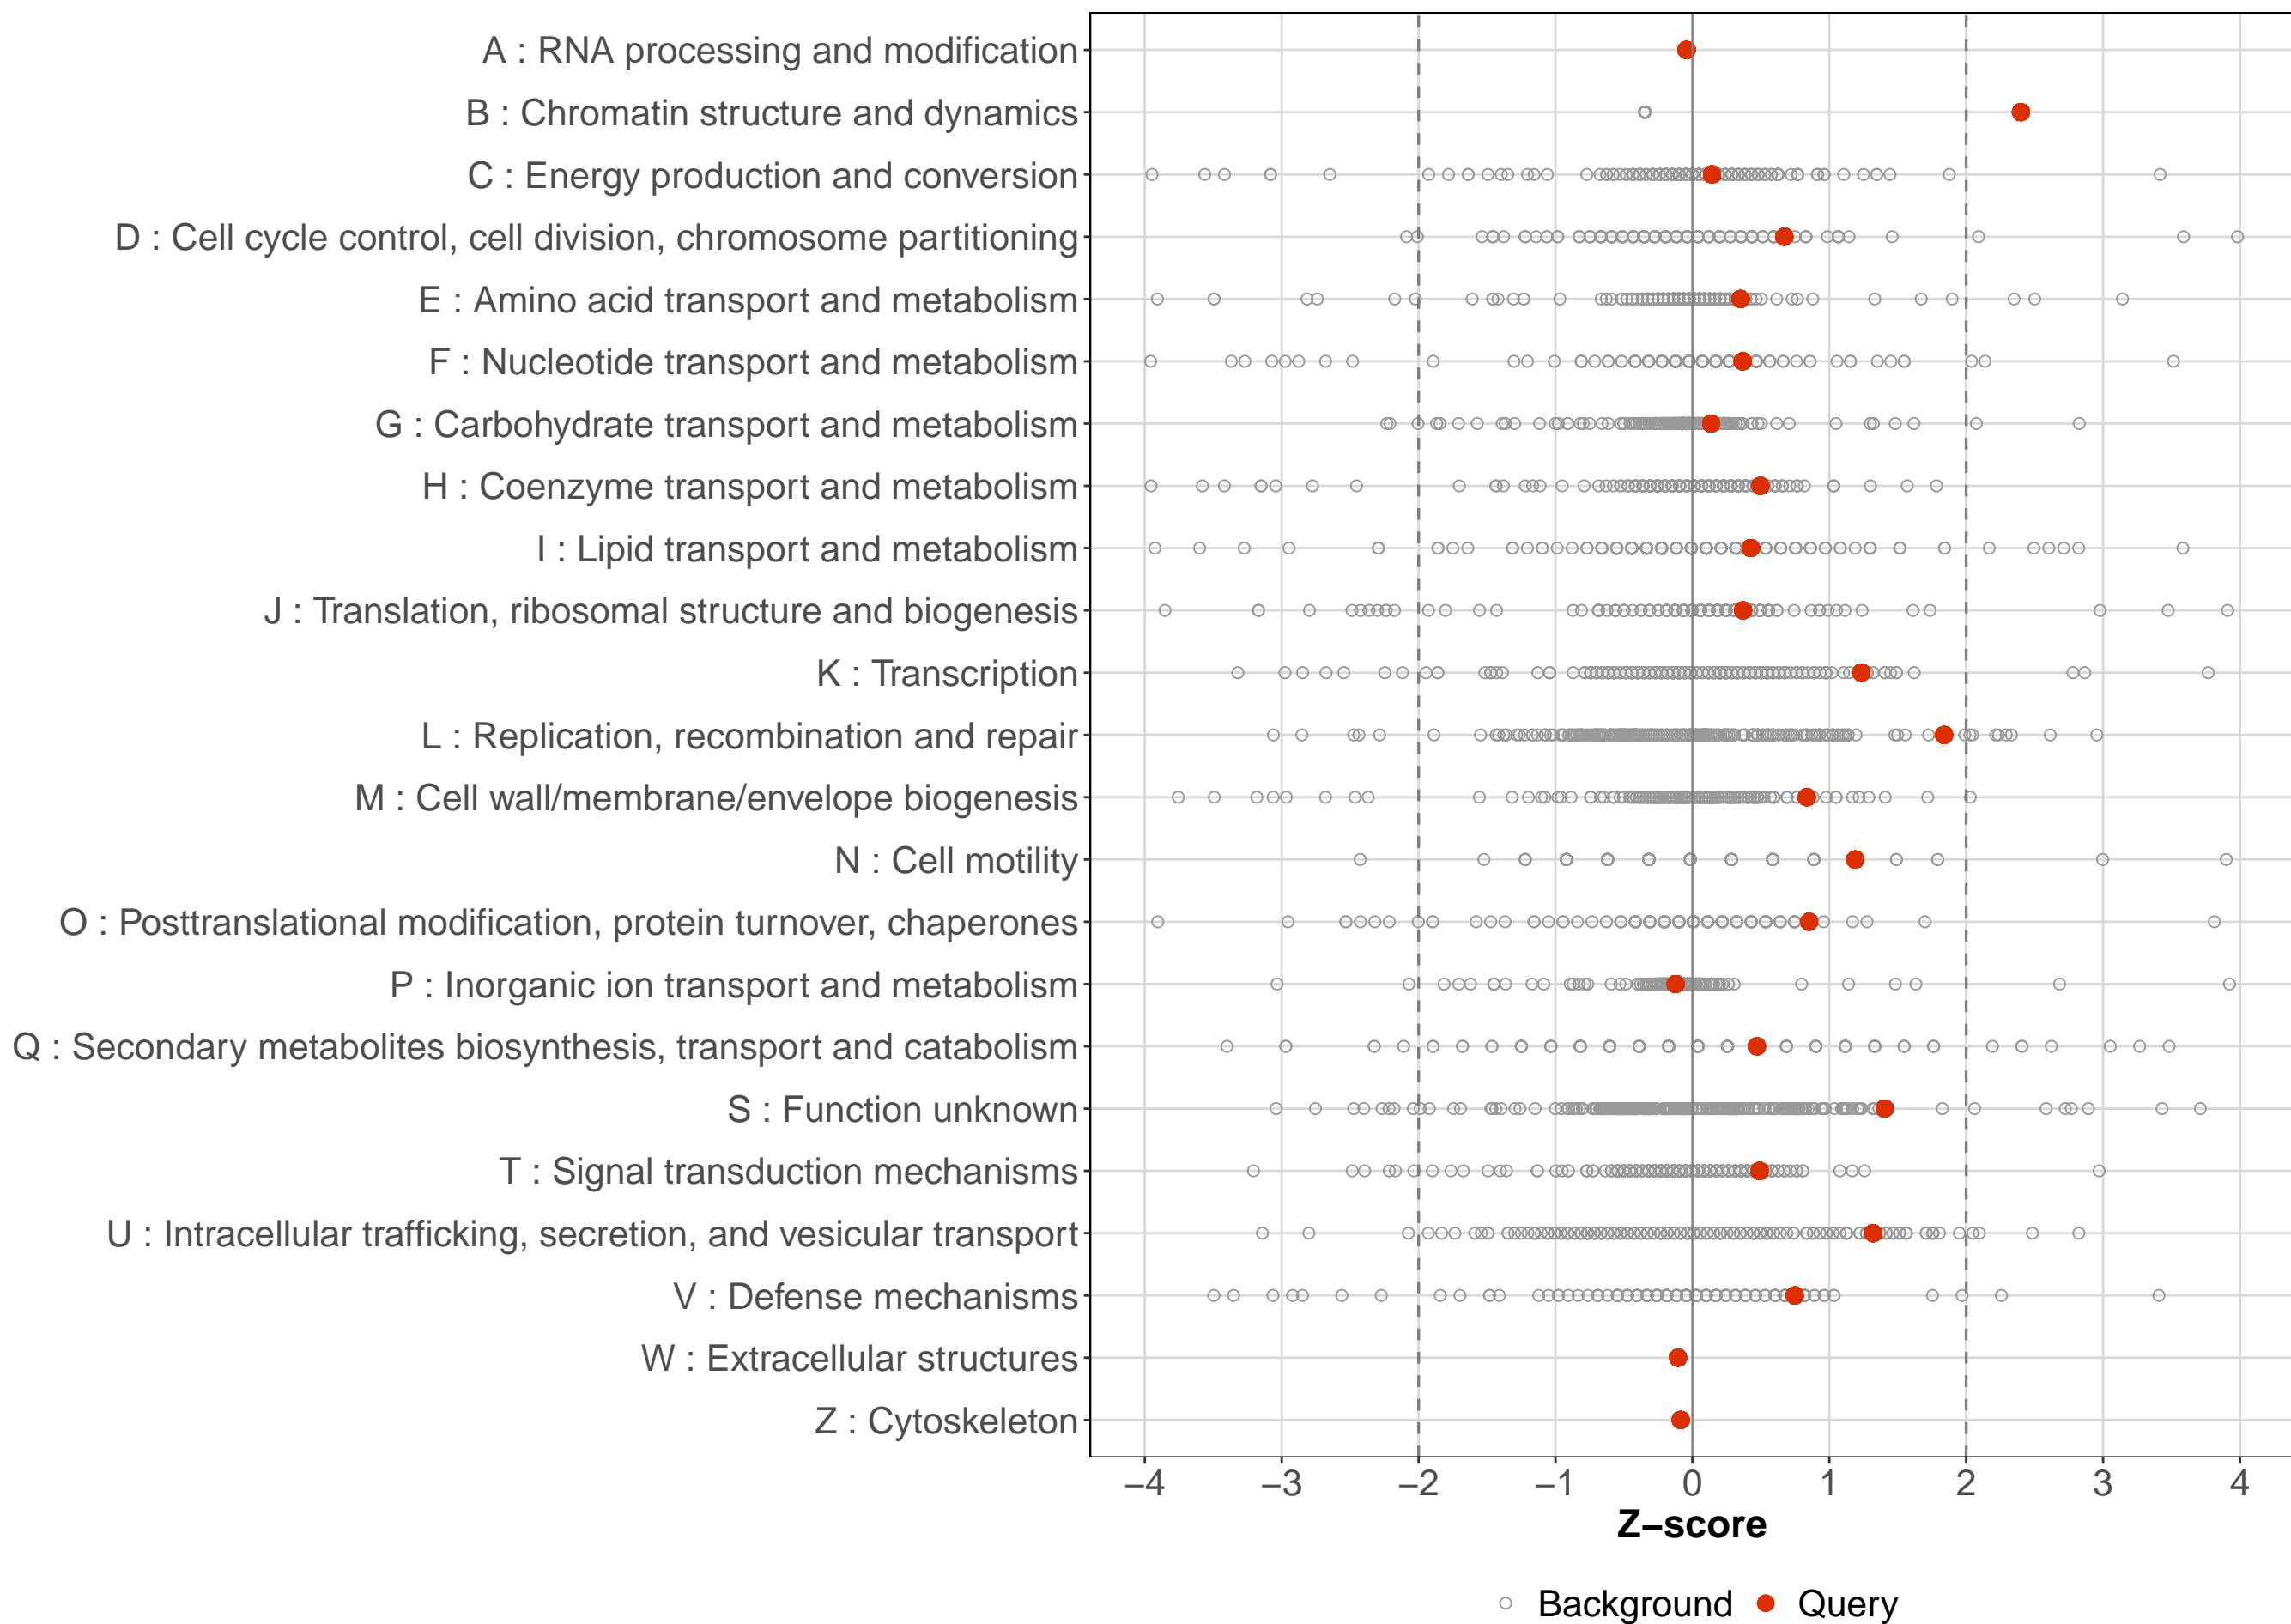 A : RNA processing and modification
B : Chromatin structure and dynamics
C : Energy production and conversion
D : Cell cycle control, cell division, chromosome partitioning
E : Amino acid transport and metabolism
F : Nucleotide transport and metabolism
G : Carbohydrate transport and metabolism
H : Coenzyme transport and metabolism
I : Lipid transport and metabolism
J : Translation, ribosomal structure and biogenesis
K : Transcription
L : Replication, recombination and repair
M : Cell wall/membrane/envelope biogenesis
N : Cell motility
O : Posttranslational modification, protein turnover, chaperones
P : Inorganic ion transport and metabolism
Q : Secondary metabolites biosynthesis, transport and catabolism
S : Function unknown
T : Signal transduction mechanisms
U : Intracellular trafficking, secretion, and vesicular transport
V : Defense mechanisms
W : Extracellular structures
Z : Cytoskeleton
−4 −3 −2 −1 0 1 2 3 4
Z−score
Background Query